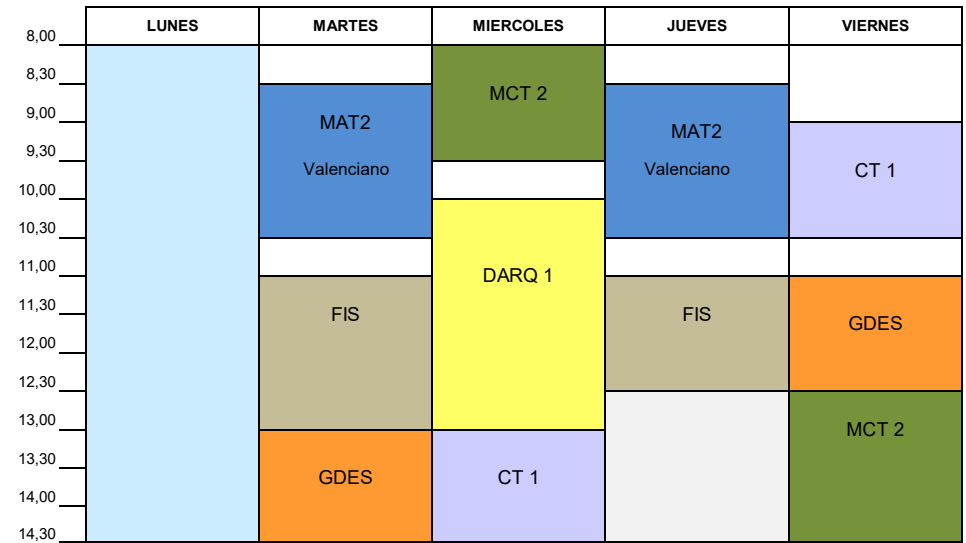 LUNES MARTES MIERCOLES JUEVES VIERNES
8,00
8,30
MCT 2
9,00
MAT2
MAT2
9,30
Valenciano
Valenciano
CT 1
10,00
10,30
11,00
DARQ 1
11,30
FIS
FIS
GDES
12,00
12,30
13,00
MCT 2
13,30
GDES
CT 1
14,00
14,30